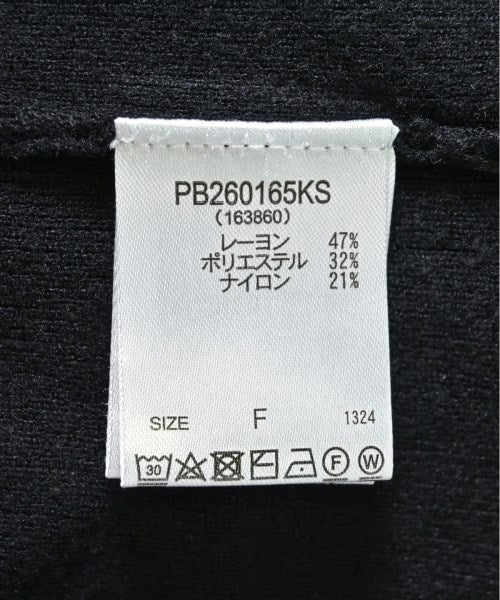 PB260165KS
(163860)
レーヨン 47%
ポリエステル 32%
ナイロン 21%
SIZE F 1324
30 F W